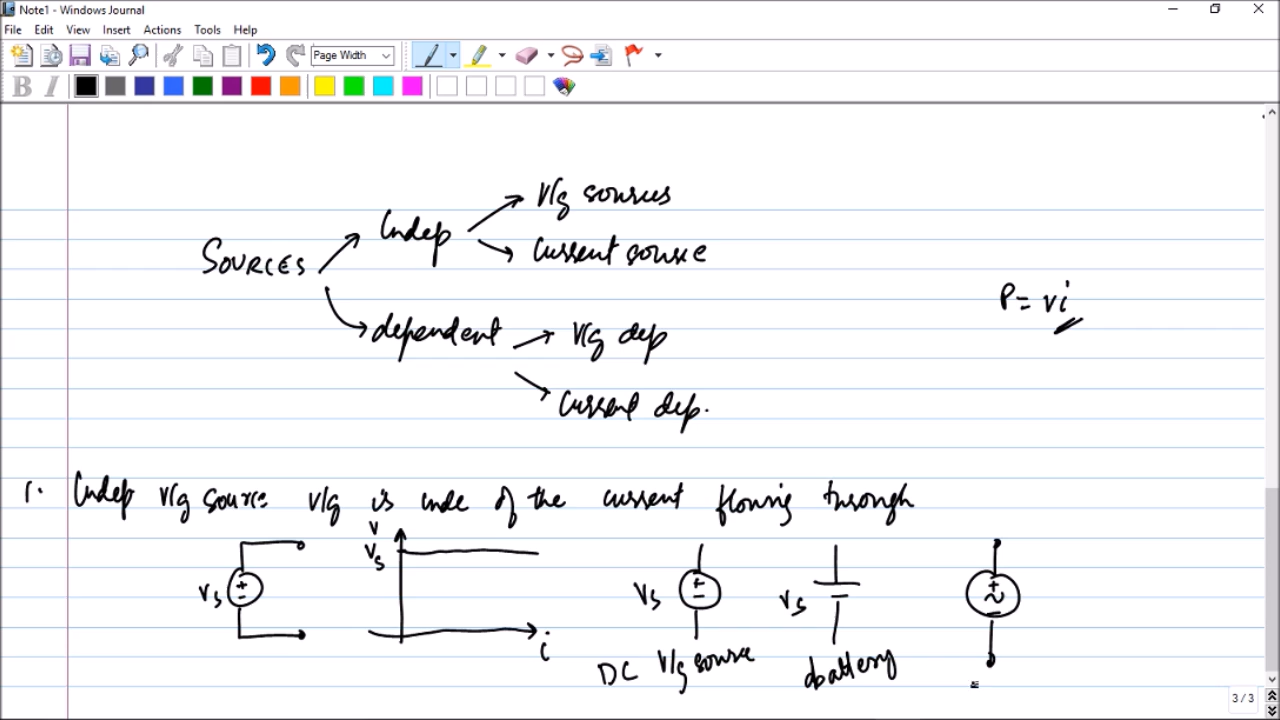 Note1 - Windows Journal
File Edit View Insert Actions Tools Help
Page Width
B I
V/g sources
Indep
Current source
SOURCES
P = vi
dependent
V/g dep
Current dep.
1. Indep V/g source V/g is inde of the current flowing through
V
Vs
Vs
+
-
i
Vs
+
-
DC V/g source
Vs
battery
+
~
-
3 / 3